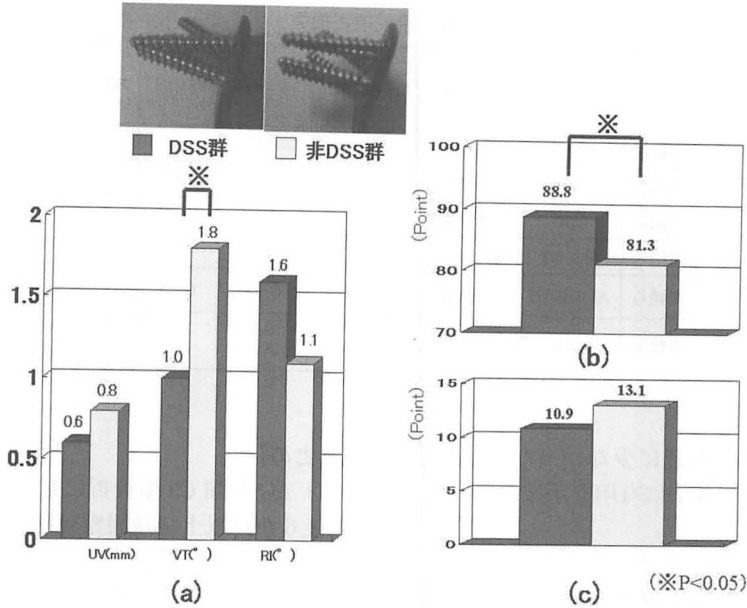 DSS群
非DSS群
※
2
1.5
1
0.5
0
0.6
0.8
1.0
1.8
1.6
1.1
UV(mm)
VT(°)
RI(°)
(a)
※
(Point)
100
90
80
70
88.8
81.3
(b)
(Point)
15
10
5
0
10.9
13.1
(c)
(※P<0.05)